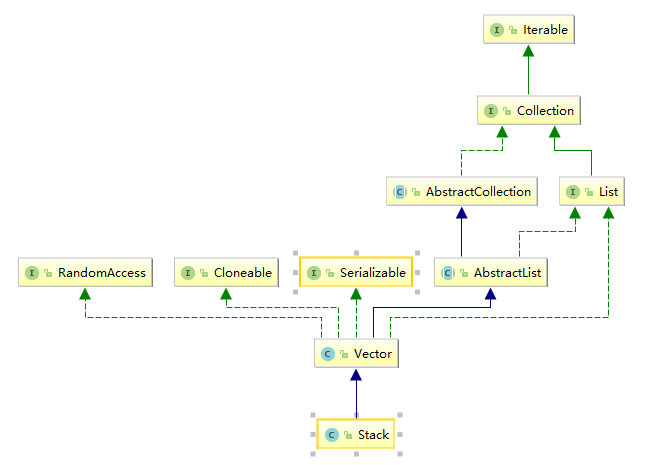 I Iterable
I Collection
C AbstractCollection
I List
I RandomAccess
I Cloneable
I Serializable
C AbstractList
C Vector
C Stack